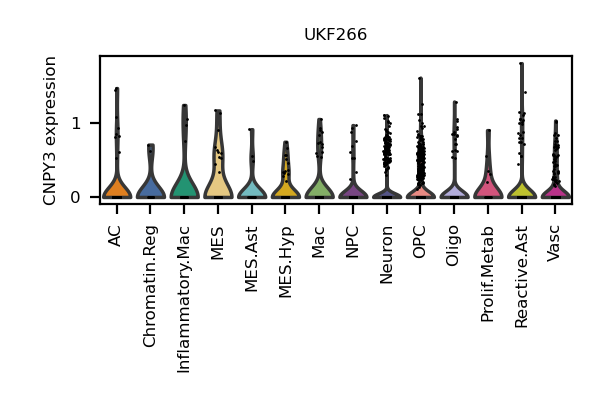 UKF266
CNPY3 expression
1
0
AC
Chromatin.Reg
Inflammatory.Mac
MES
MES.Ast
MES.Hyp
Mac
NPC
Neuron
OPC
Oligo
Prolif.Metab
Reactive.Ast
Vasc